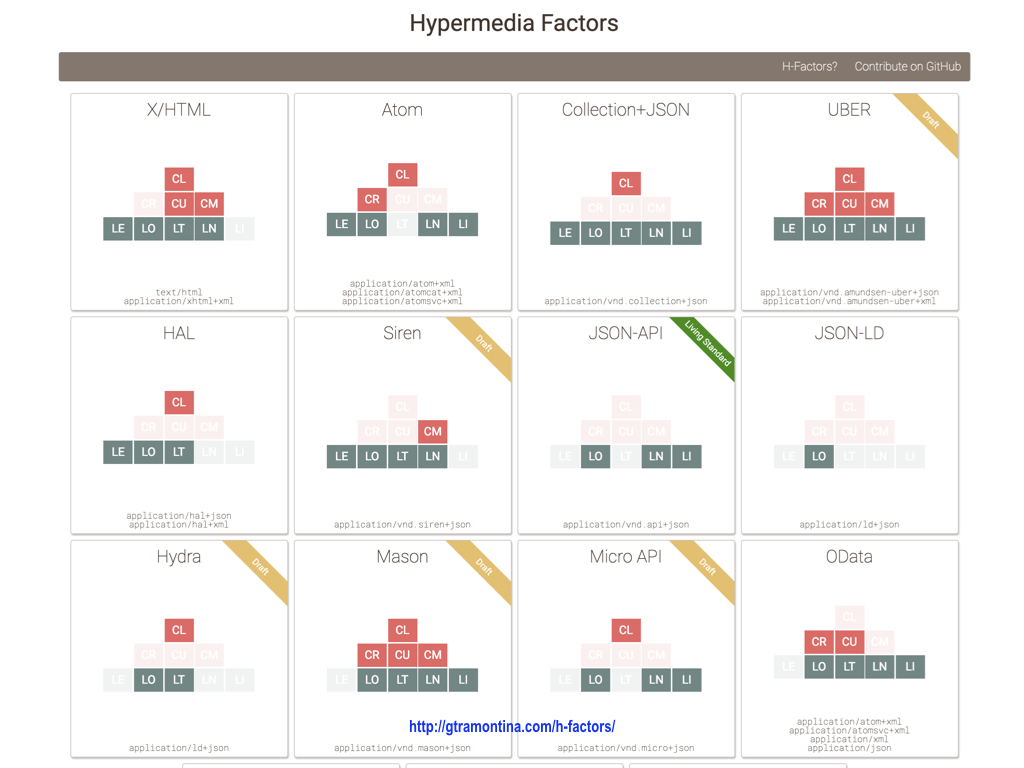 Hypermedia Factors
H-Factors? Contribute on GitHub
X/HTML
CL
CR CU CM
LE LO LT LN LI
text/html
application/xhtml+xml
Atom
CL
CR CU CM
LE LO LT LN LI
application/atom+xml
application/atomcat+xml
application/atomsvc+xml
Collection+JSON
CL
CR CU CM
LE LO LT LN LI
application/vnd.collection+json
UBER
Draft
CL
CR CU CM
LE LO LT LN LI
application/vnd.amundsen-uber+json
application/vnd.amundsen-uber+xml
HAL
CL
CR CU CM
LE LO LT LN LI
application/hal+json
application/hal+xml
Siren
Draft
CL
CR CU CM
LE LO LT LN LI
application/vnd.siren+json
JSON-API
Living Standard
CL
CR CU CM
LE LO LT LN LI
application/vnd.api+json
JSON-LD
CL
CR CU CM
LE LO LT LN LI
application/ld+json
Hydra
Draft
CL
CR CU CM
LE LO LT LN LI
application/ld+json
Mason
Draft
CL
CR CU CM
LE LO LT LN LI
application/vnd.mason+json
Micro API
Draft
CL
CR CU CM
LE LO LT LN LI
application/vnd.micro+json
OData
CL
CR CU CM
LE LO LT LN LI
application/atom+xml
application/atomsvc+xml
application/xml
application/json
http://gtramontina.com/h-factors/